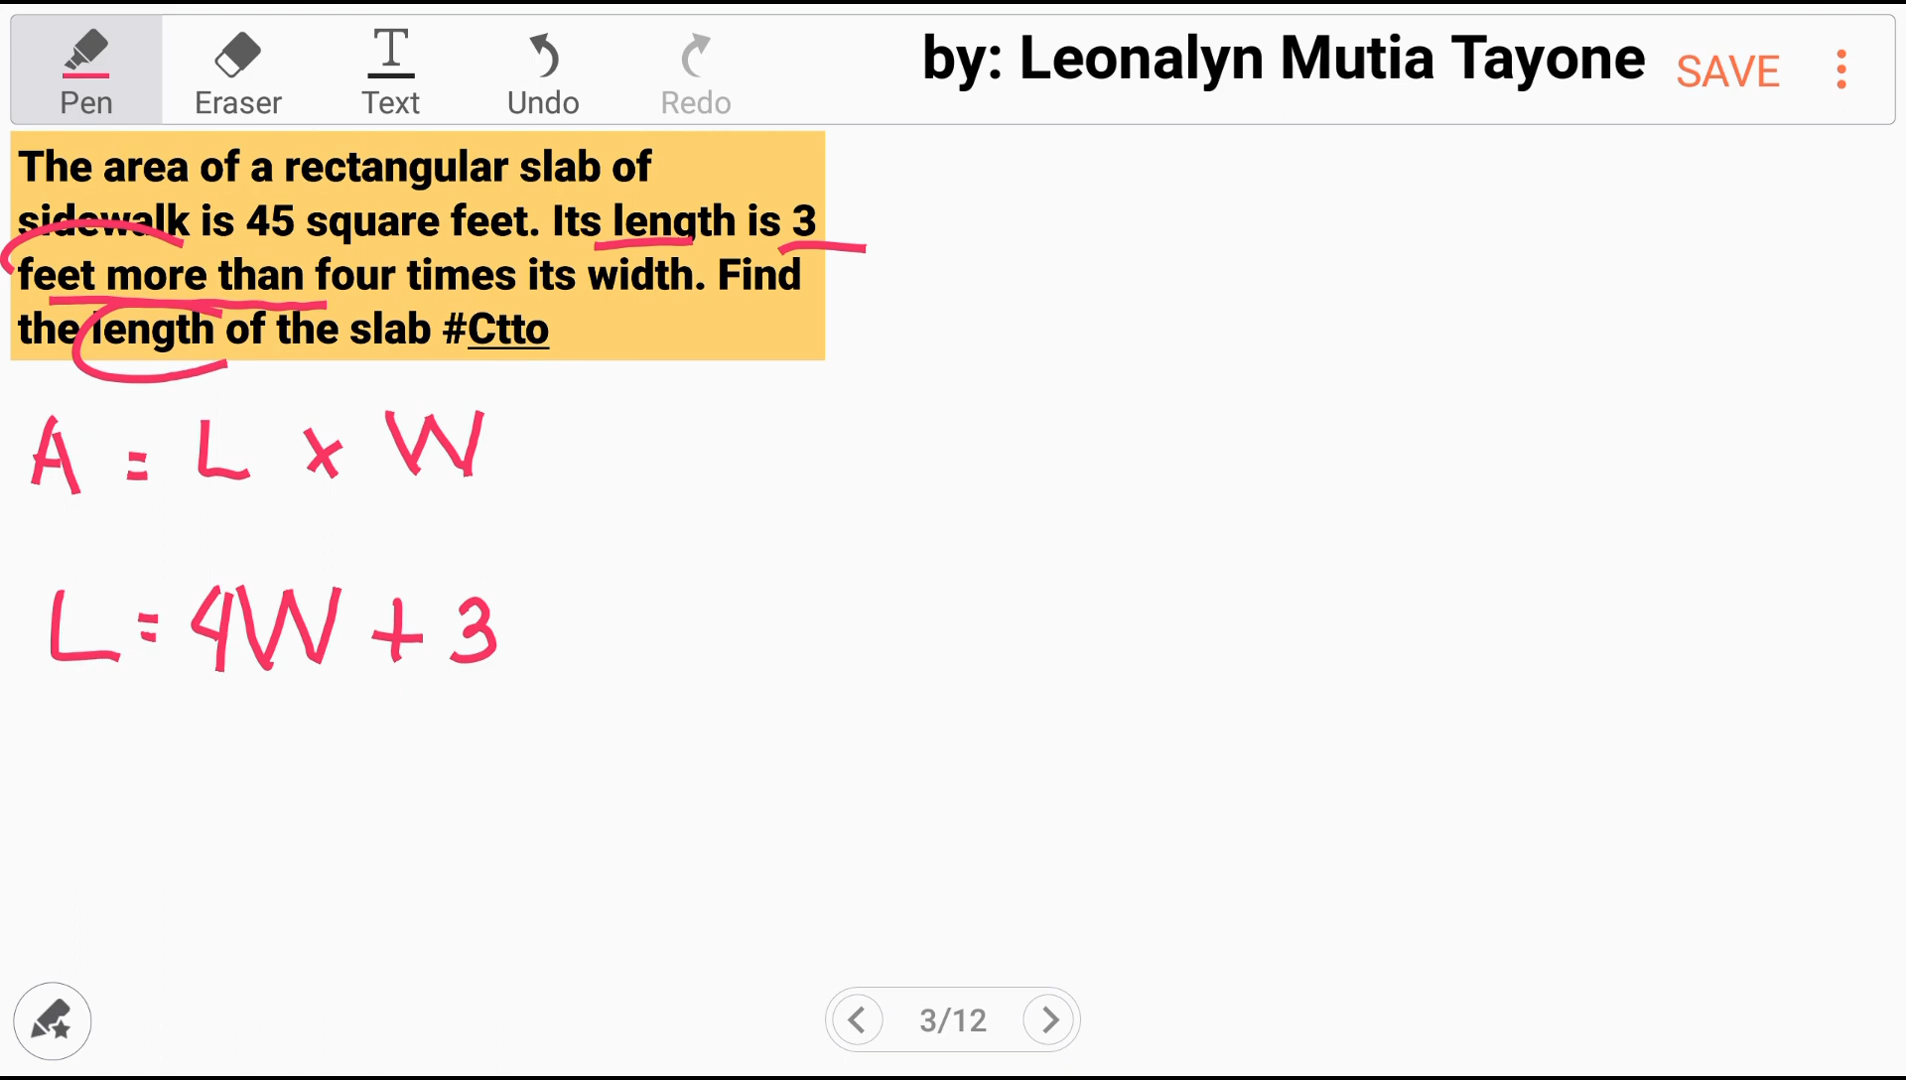 by: Leonalyn Mutia Tayone
SAVE
Pen
Eraser
Text
Undo
Redo
The area of a rectangular slab of
sidewalk is 45 square feet. Its length is 3
feet more than four times its width. Find
the length of the slab #Ctto
A = L x W
L = 4W + 3
3/12